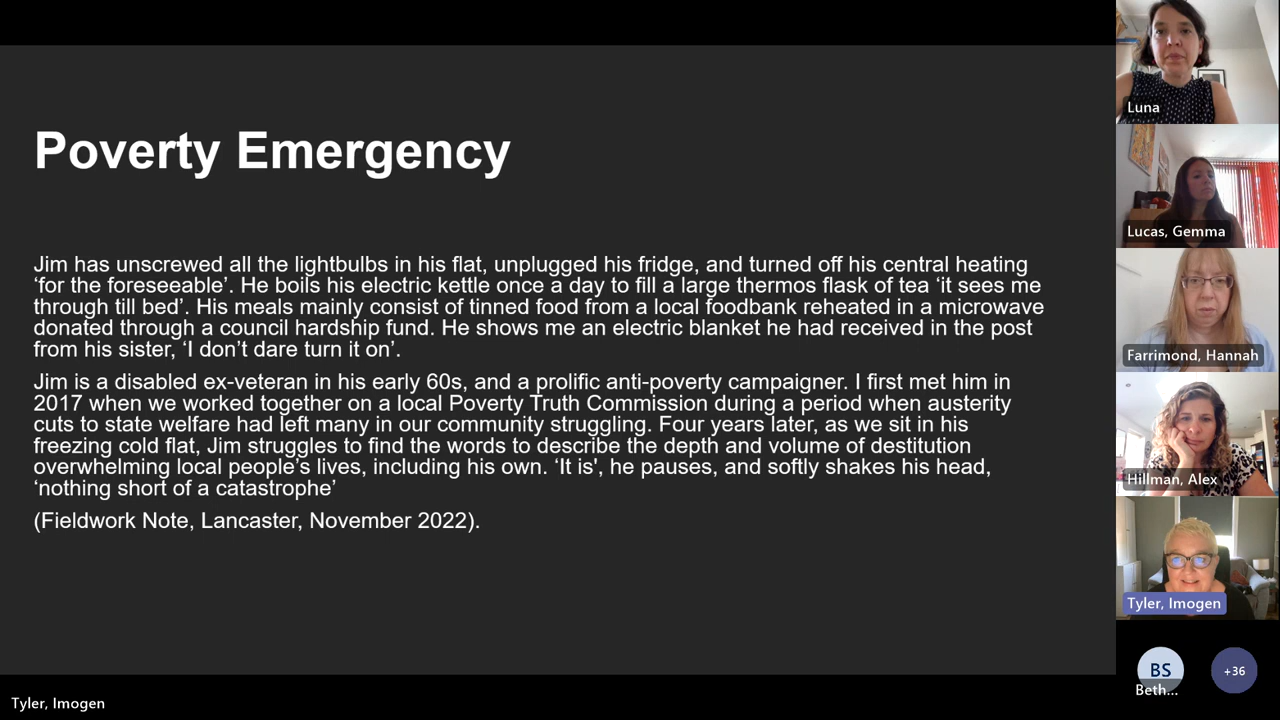 Poverty Emergency
Jim has unscrewed all the lightbulbs in his flat, unplugged his fridge, and turned off his central heating
‘for the foreseeable’. He boils his electric kettle once a day to fill a large thermos flask of tea ‘it sees me
through till bed’. His meals mainly consist of tinned food from a local foodbank reheated in a microwave
donated through a council hardship fund. He shows me an electric blanket he had received in the post
from his sister, ‘I don’t dare turn it on’.
Jim is a disabled ex-veteran in his early 60s, and a prolific anti-poverty campaigner. I first met him in
2017 when we worked together on a local Poverty Truth Commission during a period when austerity
cuts to state welfare had left many in our community struggling. Four years later, as we sit in his
freezing cold flat, Jim struggles to find the words to describe the depth and volume of destitution
overwhelming local people’s lives, including his own. ‘It is', he pauses, and softly shakes his head,
‘nothing short of a catastrophe’
(Fieldwork Note, Lancaster, November 2022).
Tyler, Imogen
Luna
Lucas, Gemma
Farrimond, Hannah
Hillman, Alex
Tyler, Imogen
BS
Beth...
+36